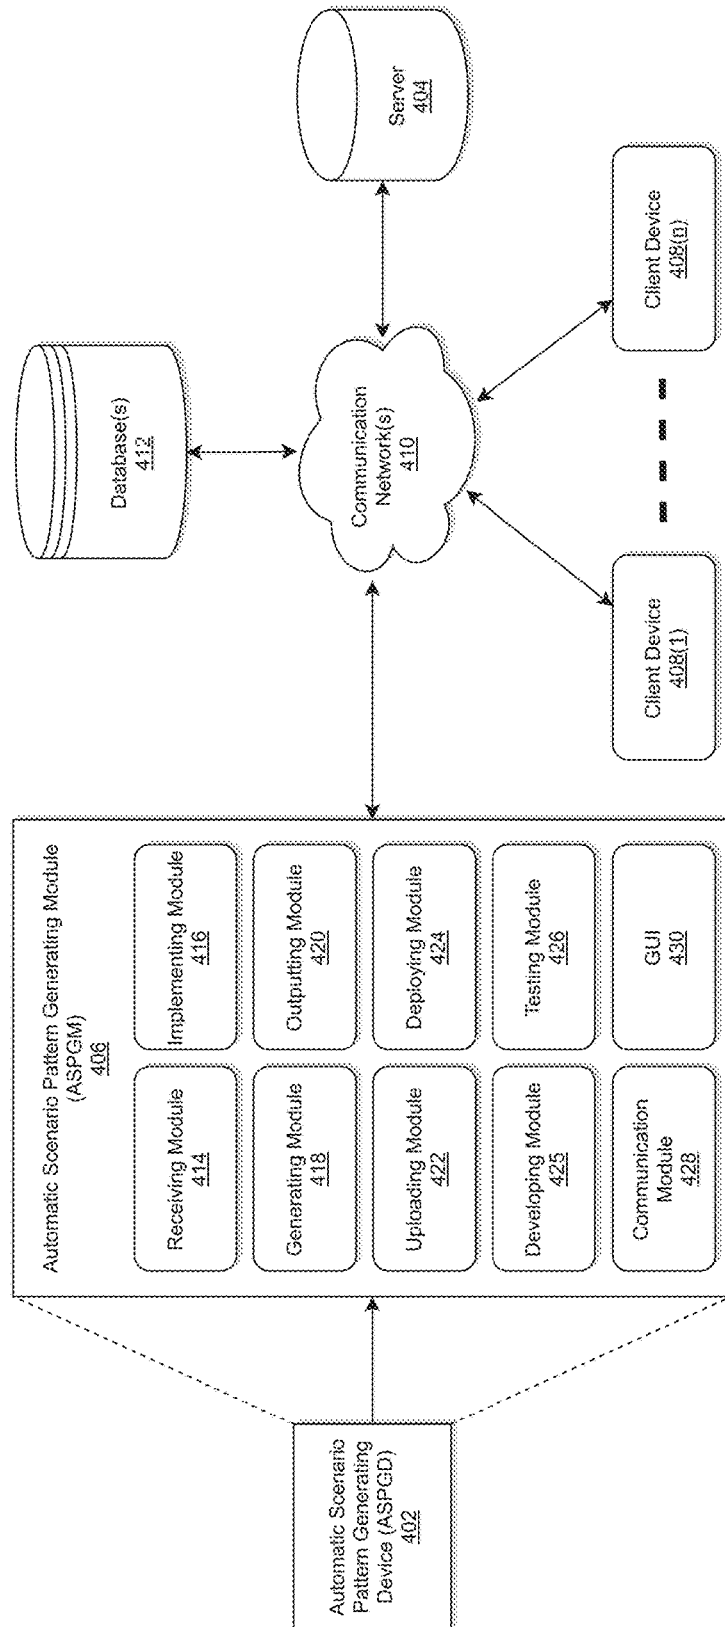 Automatic Scenario
Pattern Generating
Device (ASPGD)
402
Automatic Scenario Pattern Generating Module
(ASPGM)
406
Receiving Module
414
Implementing Module
416
Generating Module
418
Outputting Module
420
Uploading Module
422
Deploying Module
424
Developing Module
425
Testing Module
426
Communication
Module
428
GUI
430
Database(s)
412
Communication
Network(s)
410
Server
404
Client Device
408(1)
Client Device
408(n)